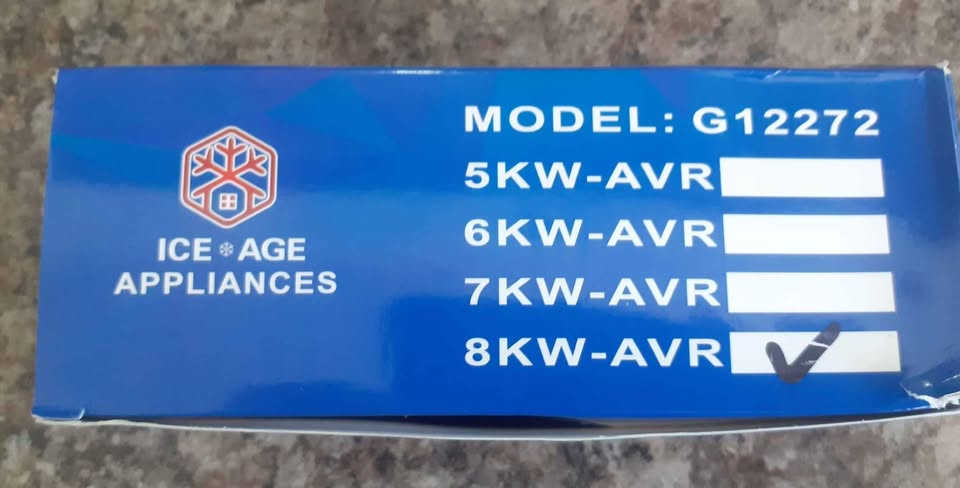 ICE ❄ AGE
APPLIANCES
MODEL: G12272
5KW-AVR
6KW-AVR
7KW-AVR
8KW-AVR ✓